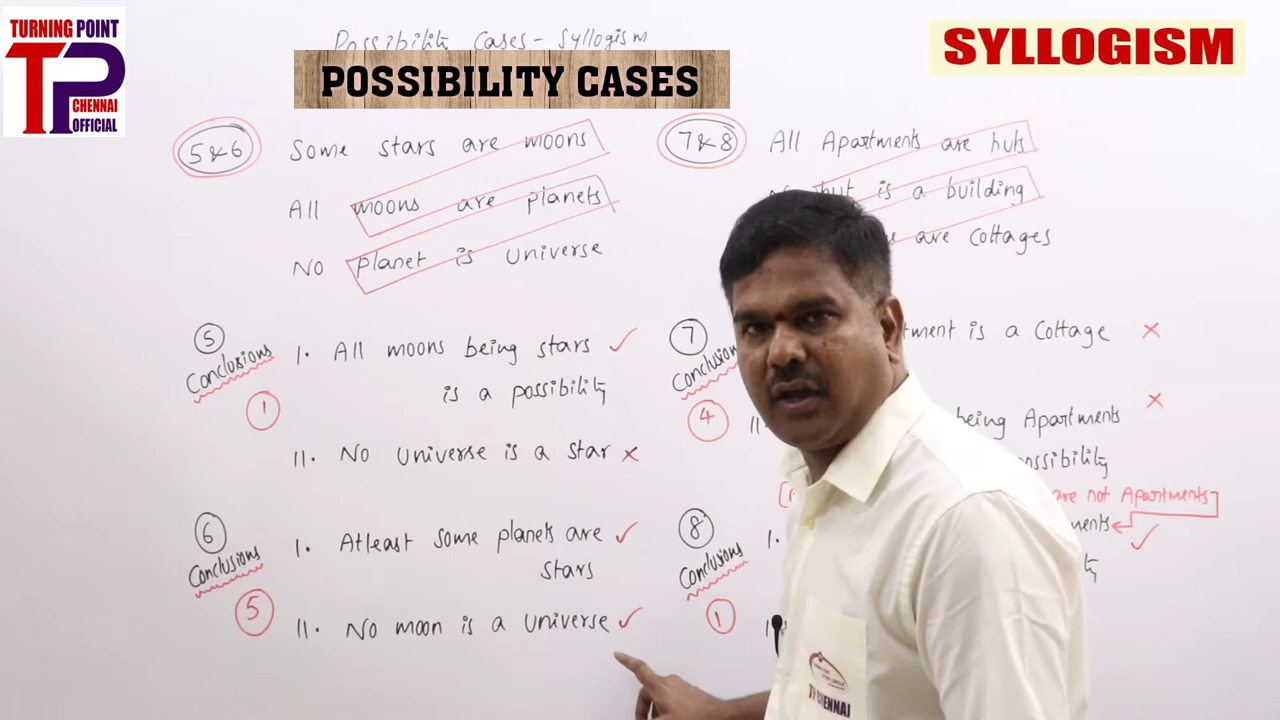 TURNING POINT
TP
CHENNAI
OFFICIAL
Possibility Cases - Syllogism
POSSIBILITY CASES
SYLLOGISM
5 & 6
Some stars are moons
All moons are planets
No planet is universe
5
Conclusions
1
I. All moons being stars ✓
is a possibility
II. No universe is a star ×
6
Conclusions
5
I. Atleast some planets are ✓
stars
II. No moon is a universe ✓
7 & 8
All Apartments are huts
hut is a building
are Cottages
7
Conclusions
4
is a Cottage ×
being Apartments ×
are not Apartments
8
Conclusions
1
I.
✓
TP CHENNAI